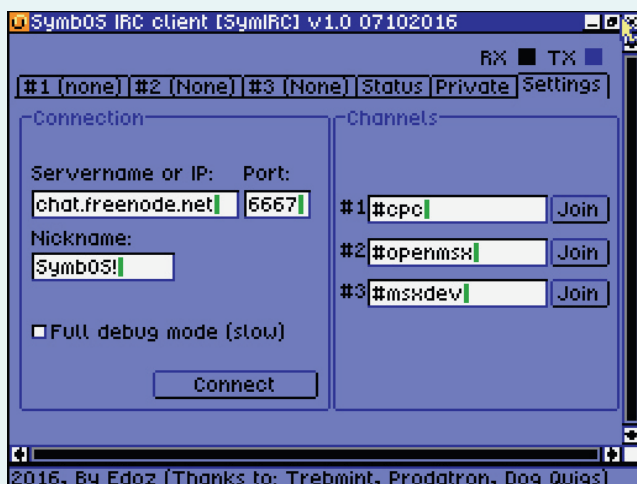 SymbOS IRC client [SymIRC] v1.0 07102016
RX TX
#1 (none) #2 (None) #3 (None) Status Private Settings
Connection
Servername or IP: Port:
chat.freenode.net 6667
Nickname:
SymbOS!
Full debug mode (slow)
Connect
Channels
#1 #cpc Join
#2 #openmsx Join
#3 #msxdev Join
2016, By Edoz (Thanks to: Trebmint, Prodatron, Dog Quigs)